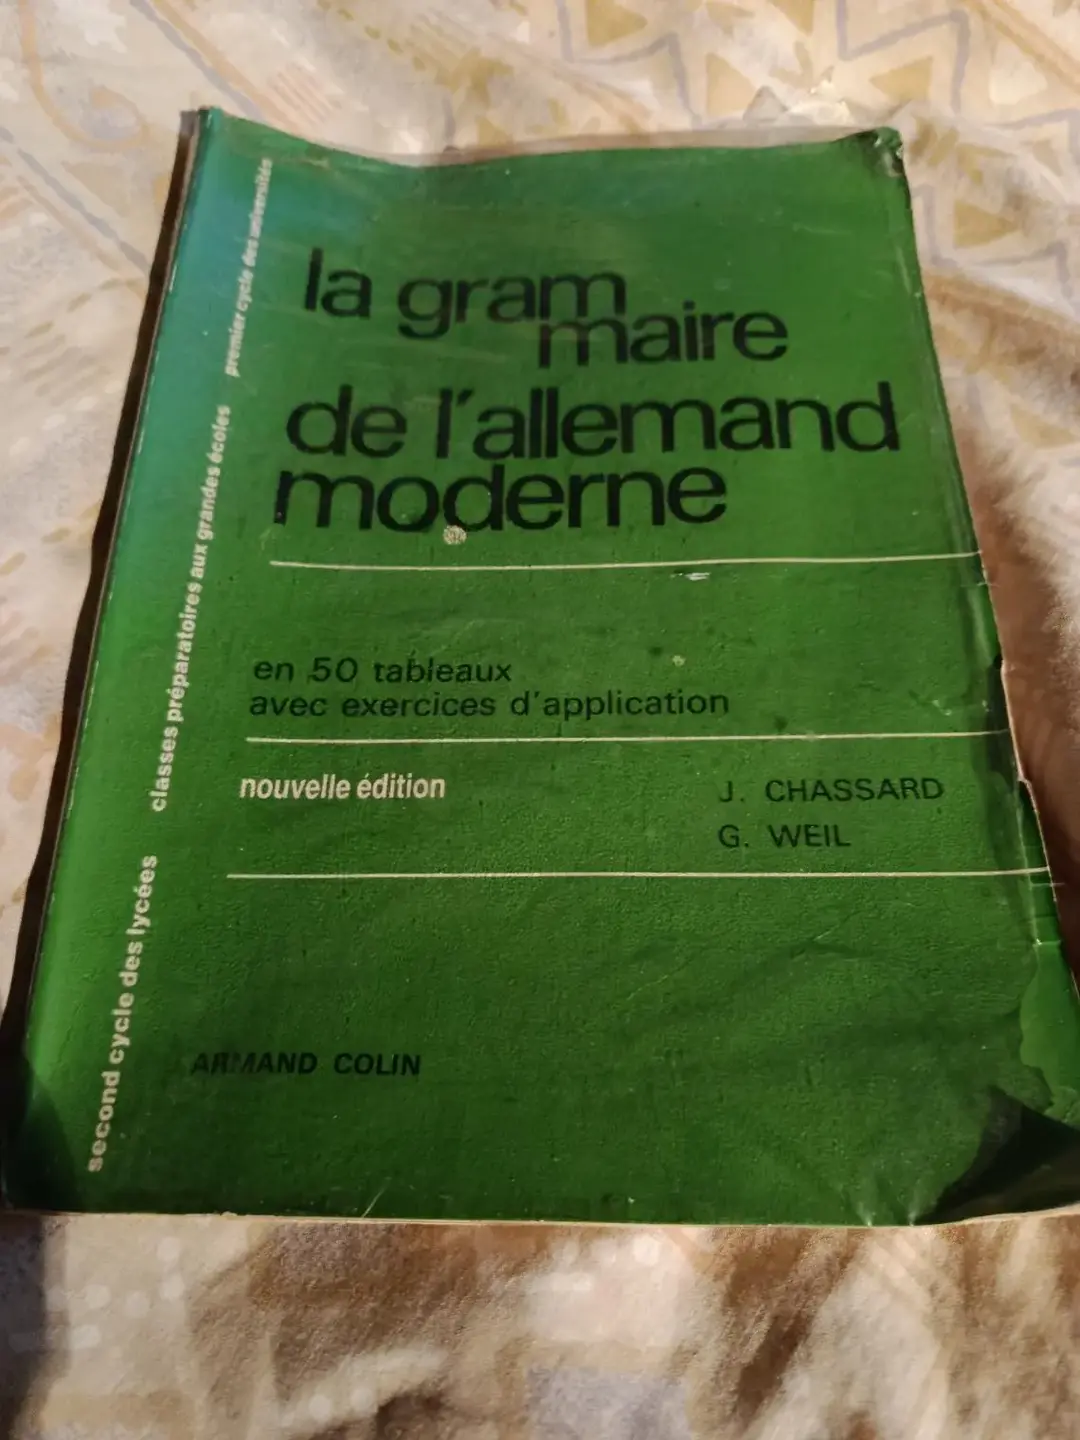 la gram
maire
de l'allemand
moderne
en 50 tableaux
avec exercices d'application
nouvelle édition
J. CHASSARD
G. WEIL
ARMAND COLIN
second cycle des lycées classes préparatoires aux grandes écoles premier cycle des universités